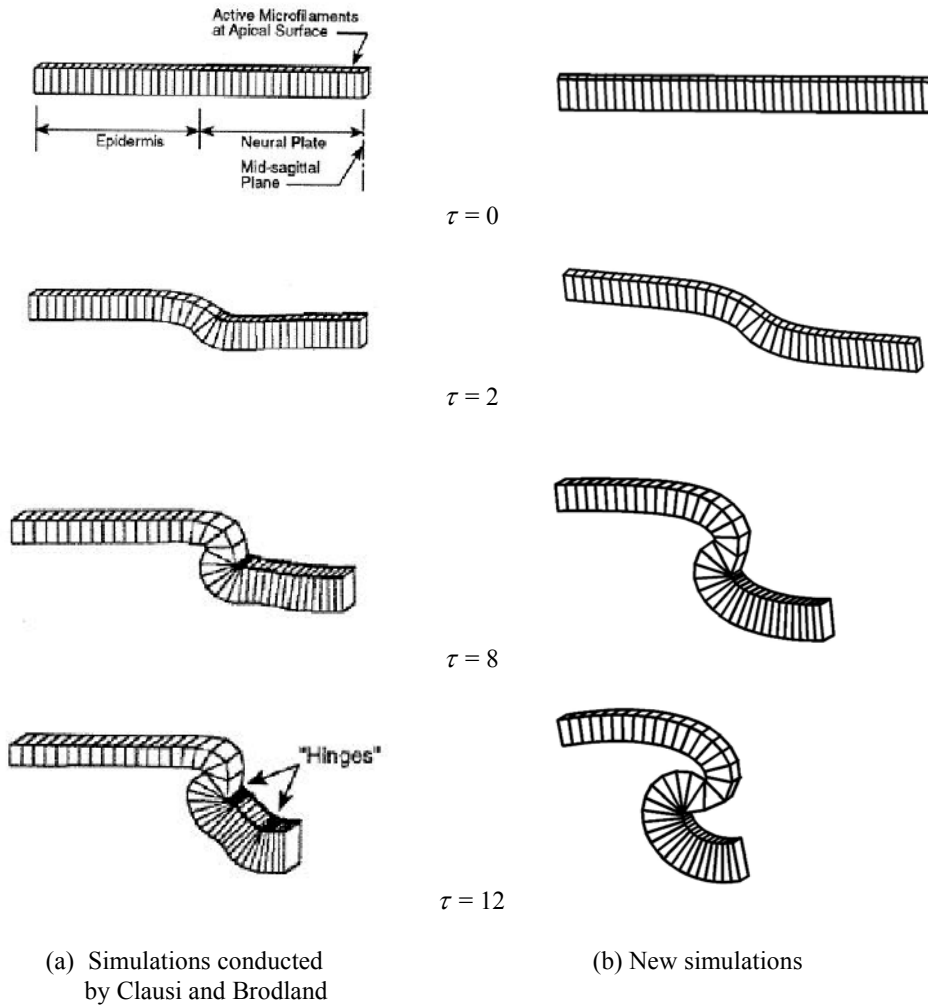 Active Microfilaments
at Apical Surface
Epidermis
Neural Plate
Mid-sagittal
Plane
τ = 0
τ = 2
τ = 8
"Hinges"
τ = 12
(a) Simulations conducted
by Clausi and Brodland
(b) New simulations